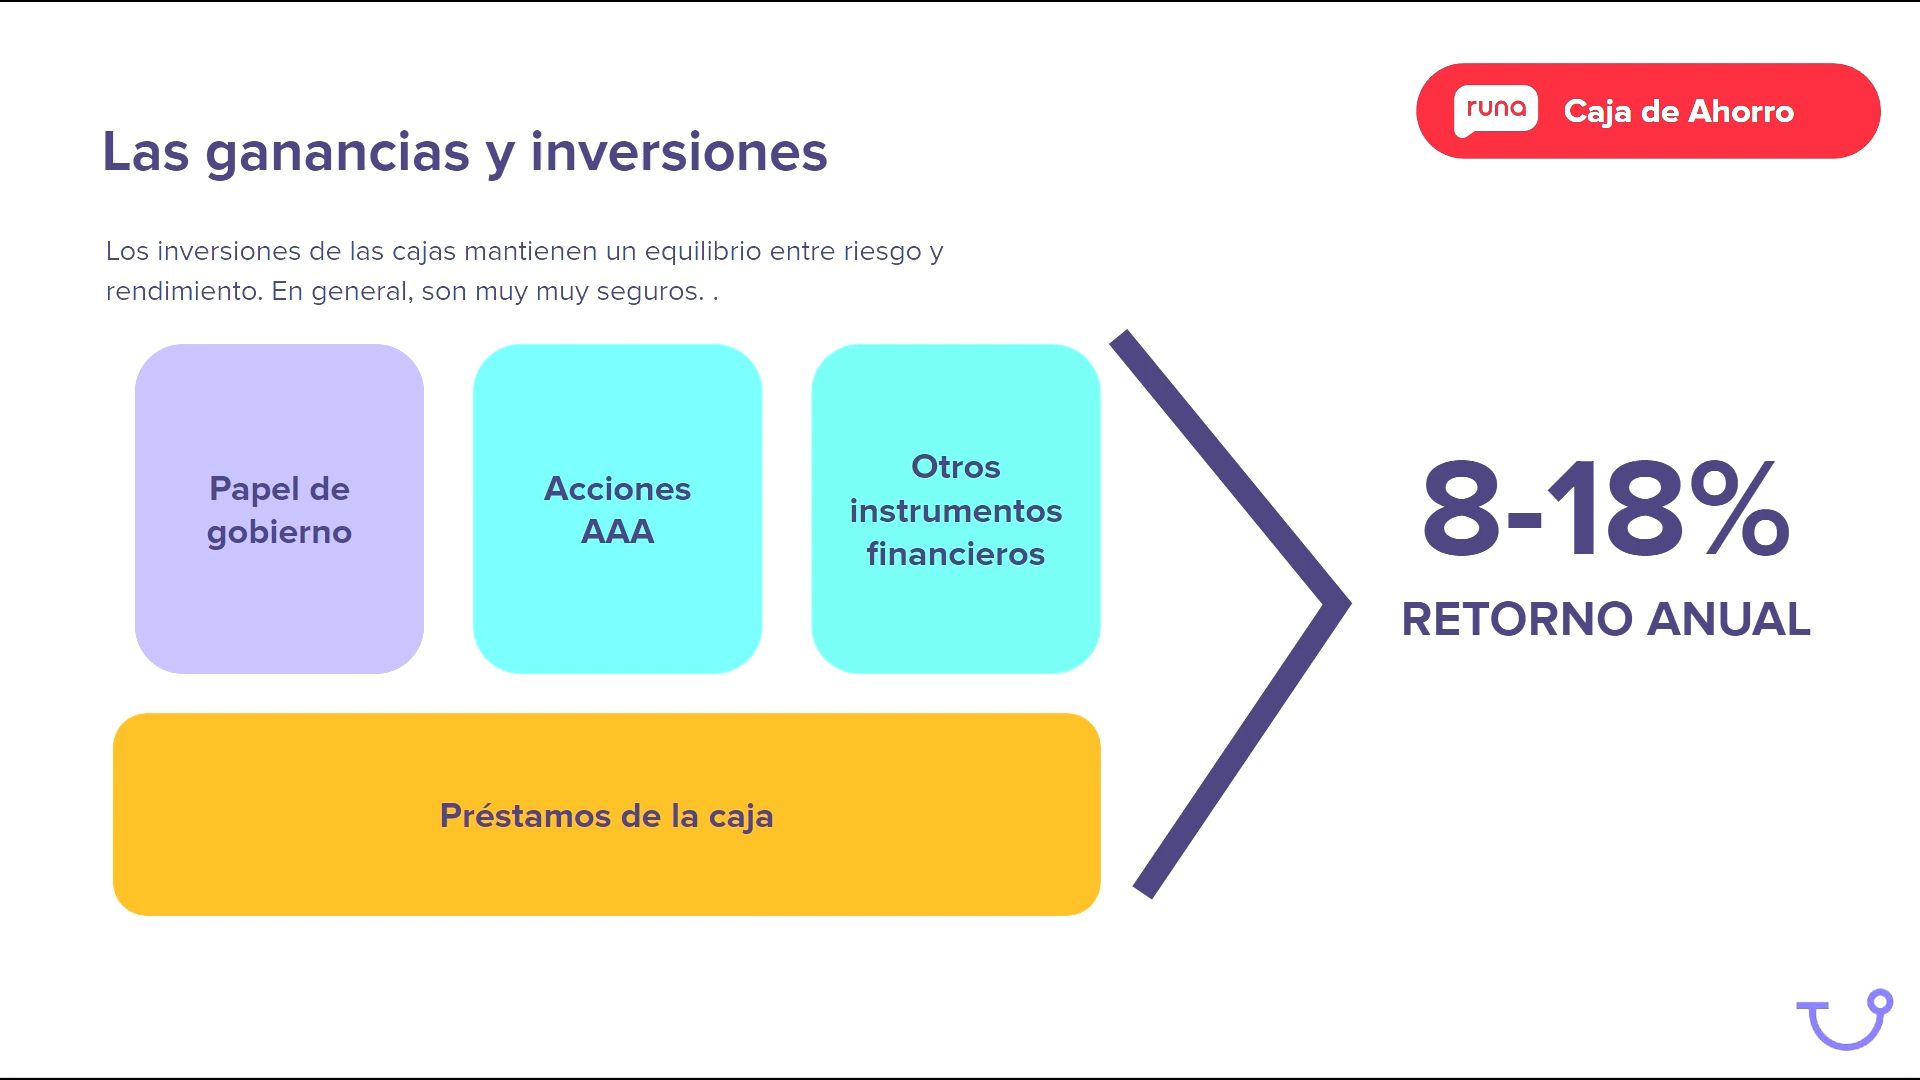 runa Caja de Ahorro
Las ganancias y inversiones
Los inversiones de las cajas mantienen un equilibrio entre riesgo y
rendimiento. En general, son muy muy seguros. .
Papel de
gobierno
Acciones
AAA
Otros
instrumentos
financieros
Préstamos de la caja
8-18%
RETORNO ANUAL